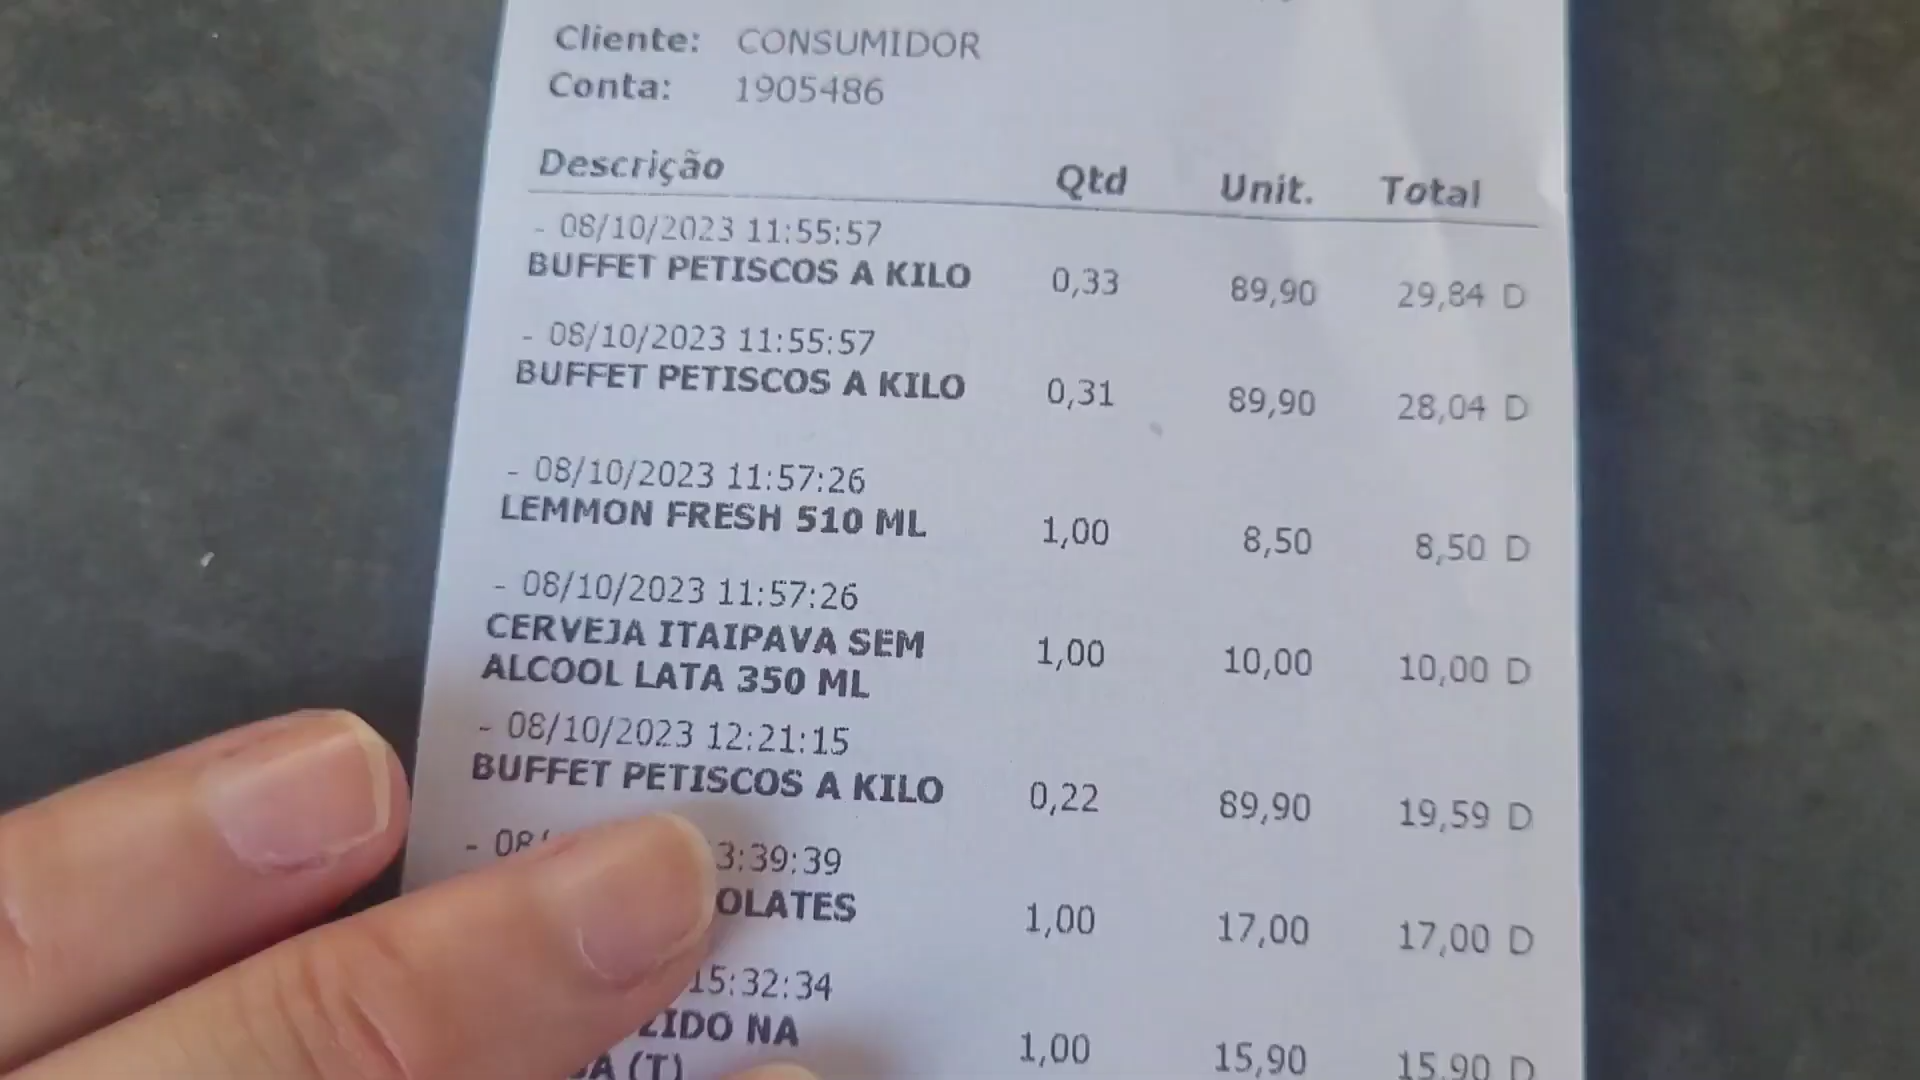 Cliente: CONSUMIDOR
Conta: 1905486
Descrição Qtd Unit. Total
- 08/10/2023 11:55:57
BUFFET PETISCOS A KILO 0,33 89,90 29,84 D
- 08/10/2023 11:55:57
BUFFET PETISCOS A KILO 0,31 89,90 28,04 D
- 08/10/2023 11:57:26
LEMMON FRESH 510 ML 1,00 8,50 8,50 D
- 08/10/2023 11:57:26
CERVEJA ITAIPAVA SEM
ALCOOL LATA 350 ML 1,00 10,00 10,00 D
- 08/10/2023 12:21:15
BUFFET PETISCOS A KILO 0,22 89,90 19,59 D
- 08/ 3:39:39
OLATES 1,00 17,00 17,00 D
15:32:34
ZIDO NA
(T) 1,00 15,90 15,90 D